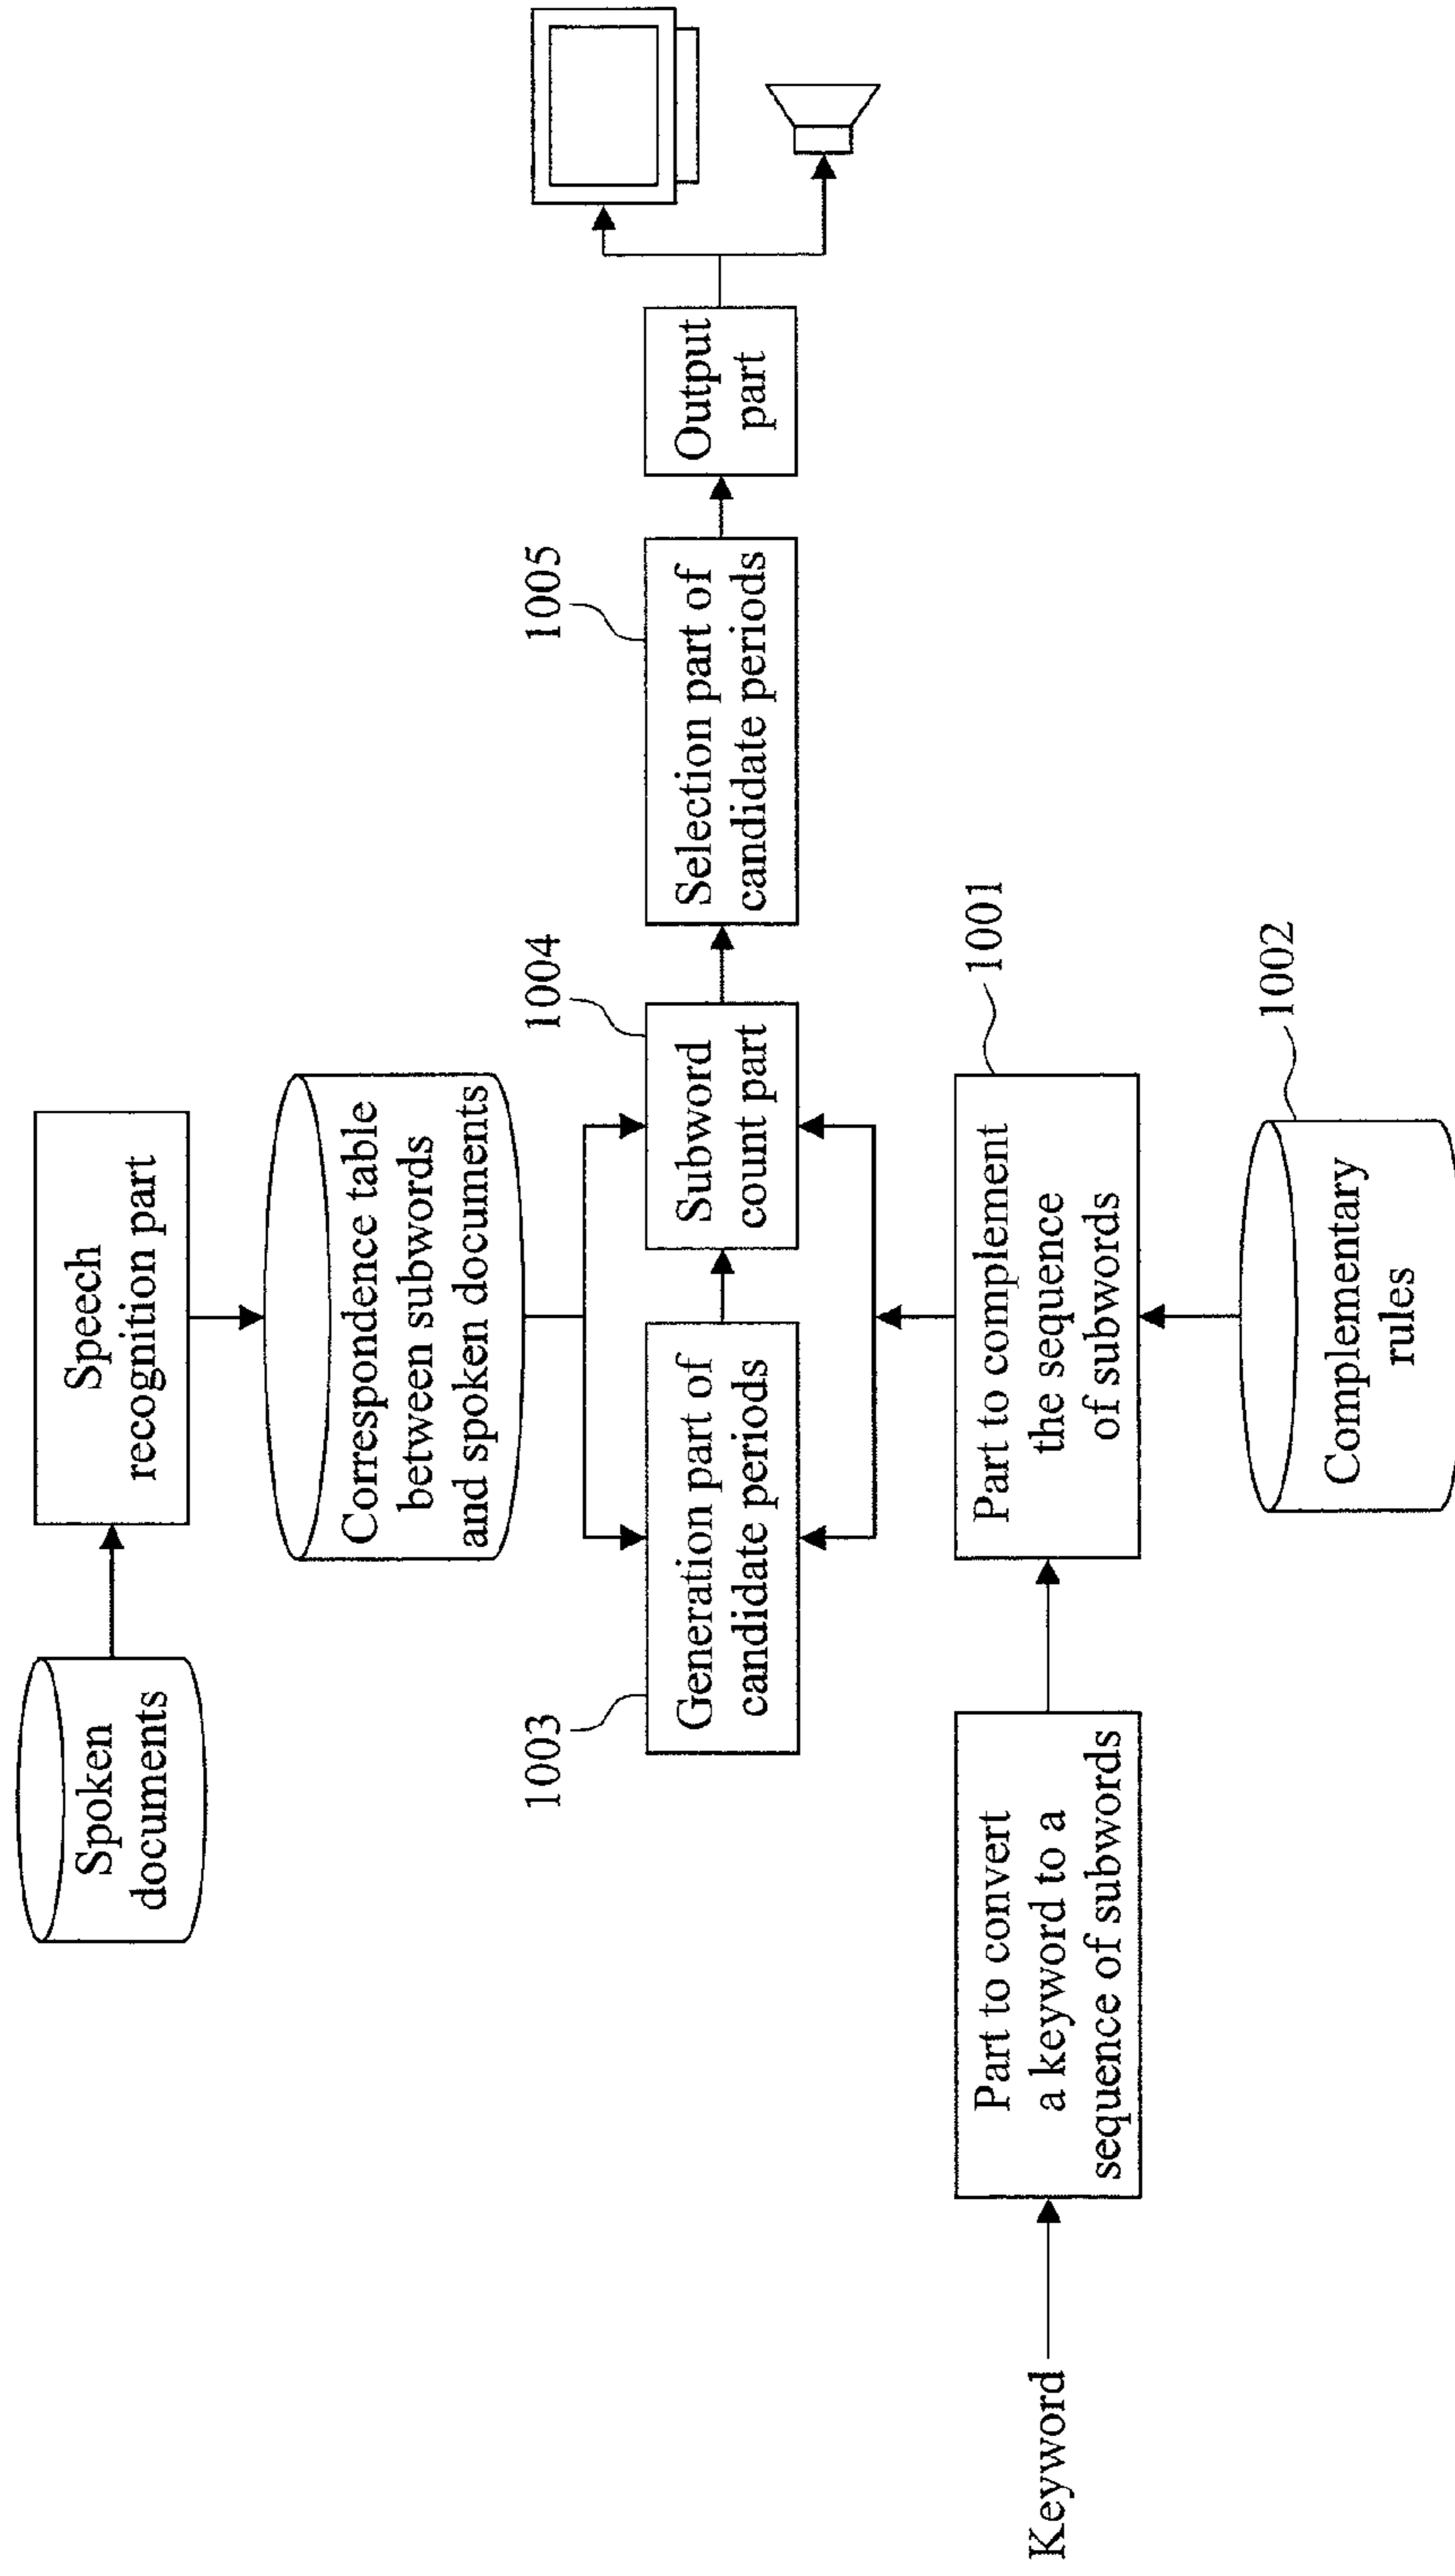 Spoken
documents
Speech
recognition part
Correspondence table
between subwords
and spoken documents
1003
Generation part of
candidate periods
1004
Subword
count part
1005
Selection part of
candidate periods
Output
part
Keyword
Part to convert
a keyword to a
sequence of subwords
1001
Part to complement
the sequence
of subwords
1002
Complementary
rules